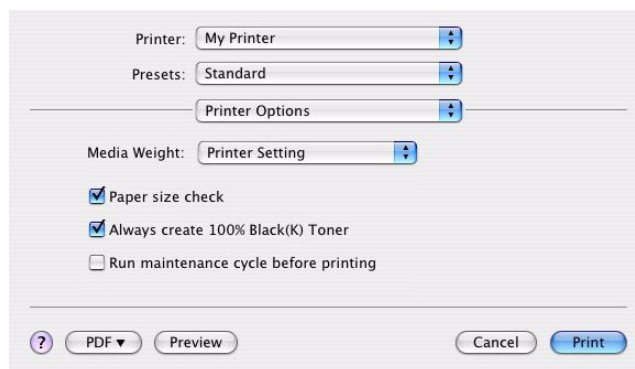 Printer: My Printer
Presets: Standard
Printer Options
Media Weight: Printer Setting
Paper size check
Always create 100% Black(K) Toner
Run maintenance cycle before printing
? PDF ▼ Preview Cancel Print